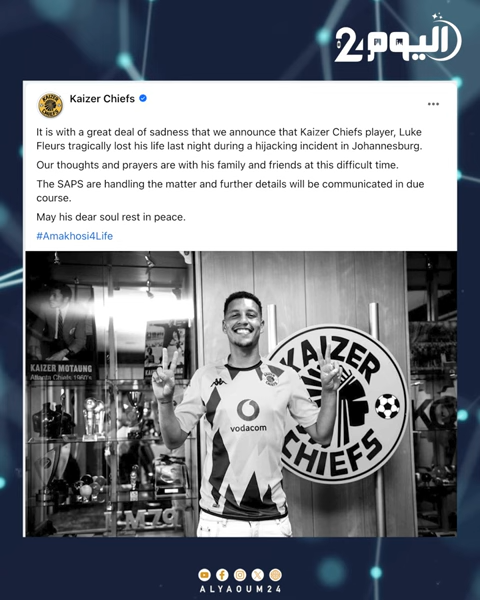 اليوم 24
Kaizer Chiefs
It is with a great deal of sadness that we announce that Kaizer Chiefs player, Luke
Fleurs tragically lost his life last night during a hijacking incident in Johannesburg.
Our thoughts and prayers are with his family and friends at this difficult time.
The SAPS are handling the matter and further details will be communicated in due
course.
May his dear soul rest in peace.
#Amakhosi4Life
KAIZER MOTAUNG
Atlanta Chiefs 1960's
vodacom
KAIZER
CHIEFS
ALYAOUM24